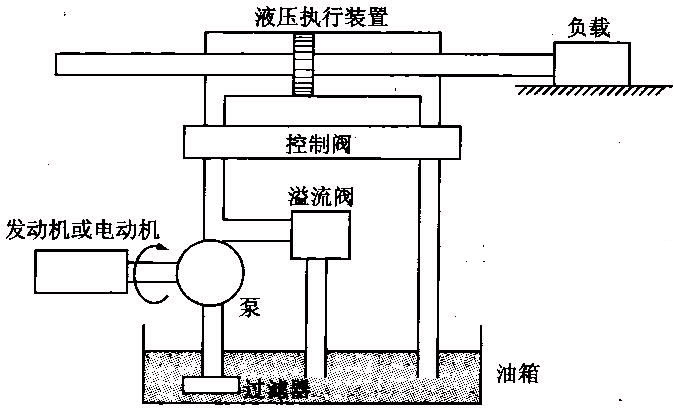 液压执行装置
负载
控制阀
溢流阀
发动机或电动机
泵
油箱
过滤器